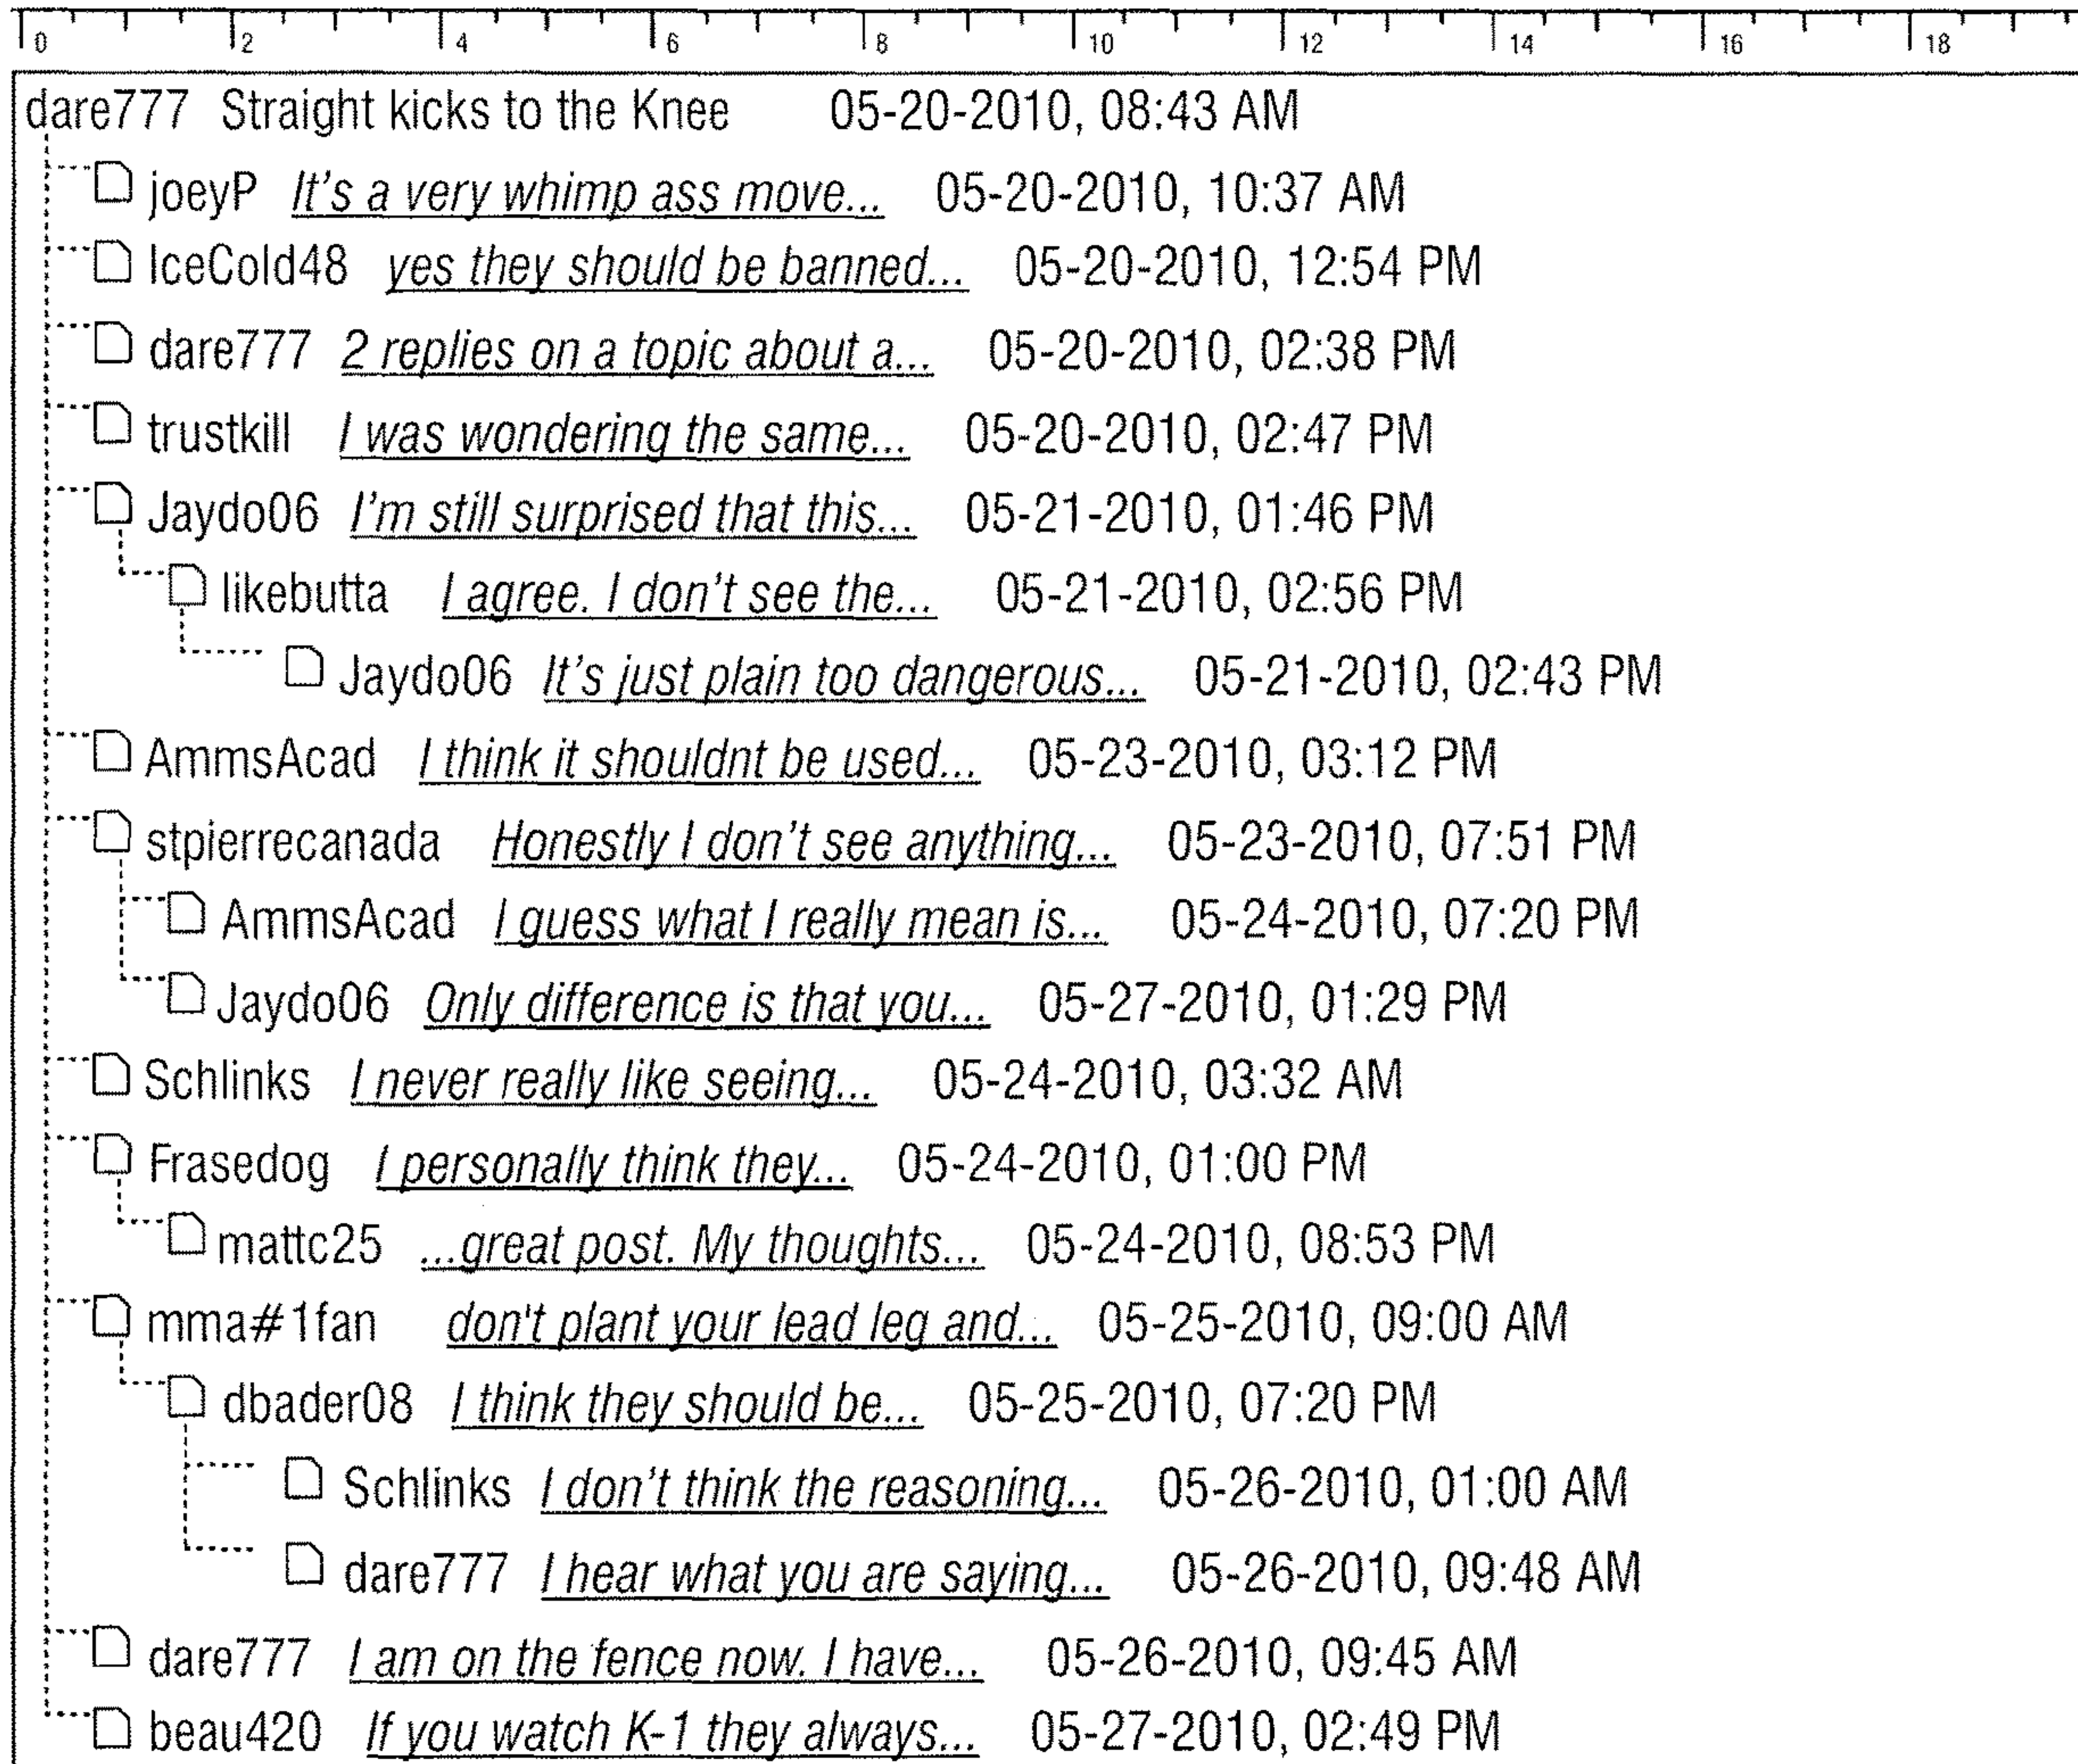 0 2 4 6 8 10 12 14 16 18
dare777 Straight kicks to the Knee 05-20-2010, 08:43 AM
joeyP It's a very whimp ass move... 05-20-2010, 10:37 AM
IceCold48 yes they should be banned... 05-20-2010, 12:54 PM
dare777 2 replies on a topic about a... 05-20-2010, 02:38 PM
trustkill I was wondering the same... 05-20-2010, 02:47 PM
Jaydo06 I'm still surprised that this... 05-21-2010, 01:46 PM
likebutta I agree. I don't see the... 05-21-2010, 02:56 PM
Jaydo06 It's just plain too dangerous... 05-21-2010, 02:43 PM
AmmsAcad I think it shouldnt be used... 05-23-2010, 03:12 PM
stpierrecanada Honestly I don't see anything... 05-23-2010, 07:51 PM
AmmsAcad I guess what I really mean is... 05-24-2010, 07:20 PM
Jaydo06 Only difference is that you... 05-27-2010, 01:29 PM
Schlinks I never really like seeing... 05-24-2010, 03:32 AM
Frasedog I personally think they... 05-24-2010, 01:00 PM
mattc25 ...great post. My thoughts... 05-24-2010, 08:53 PM
mma#1fan don't plant your lead leg and... 05-25-2010, 09:00 AM
dbader08 I think they should be... 05-25-2010, 07:20 PM
Schlinks I don't think the reasoning... 05-26-2010, 01:00 AM
dare777 I hear what you are saying... 05-26-2010, 09:48 AM
dare777 I am on the fence now. I have... 05-26-2010, 09:45 AM
beau420 If you watch K-1 they always... 05-27-2010, 02:49 PM